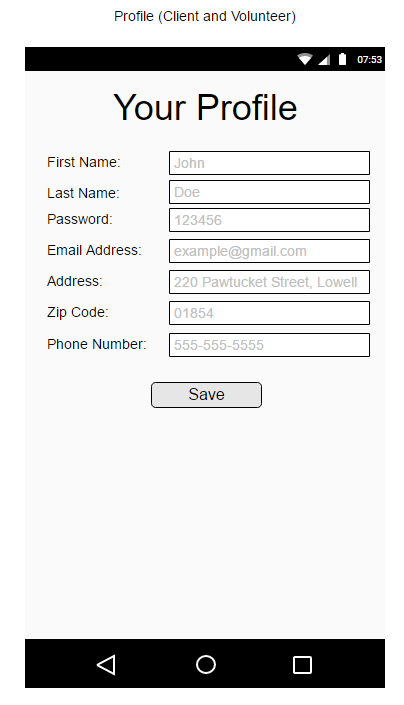 Profile (Client and Volunteer)
07:53
Your Profile
First Name: John
Last Name: Doe
Password: 123456
Email Address: example@gmail.com
Address: 220 Pawtucket Street, Lowell
Zip Code: 01854
Phone Number: 555-555-5555
Save